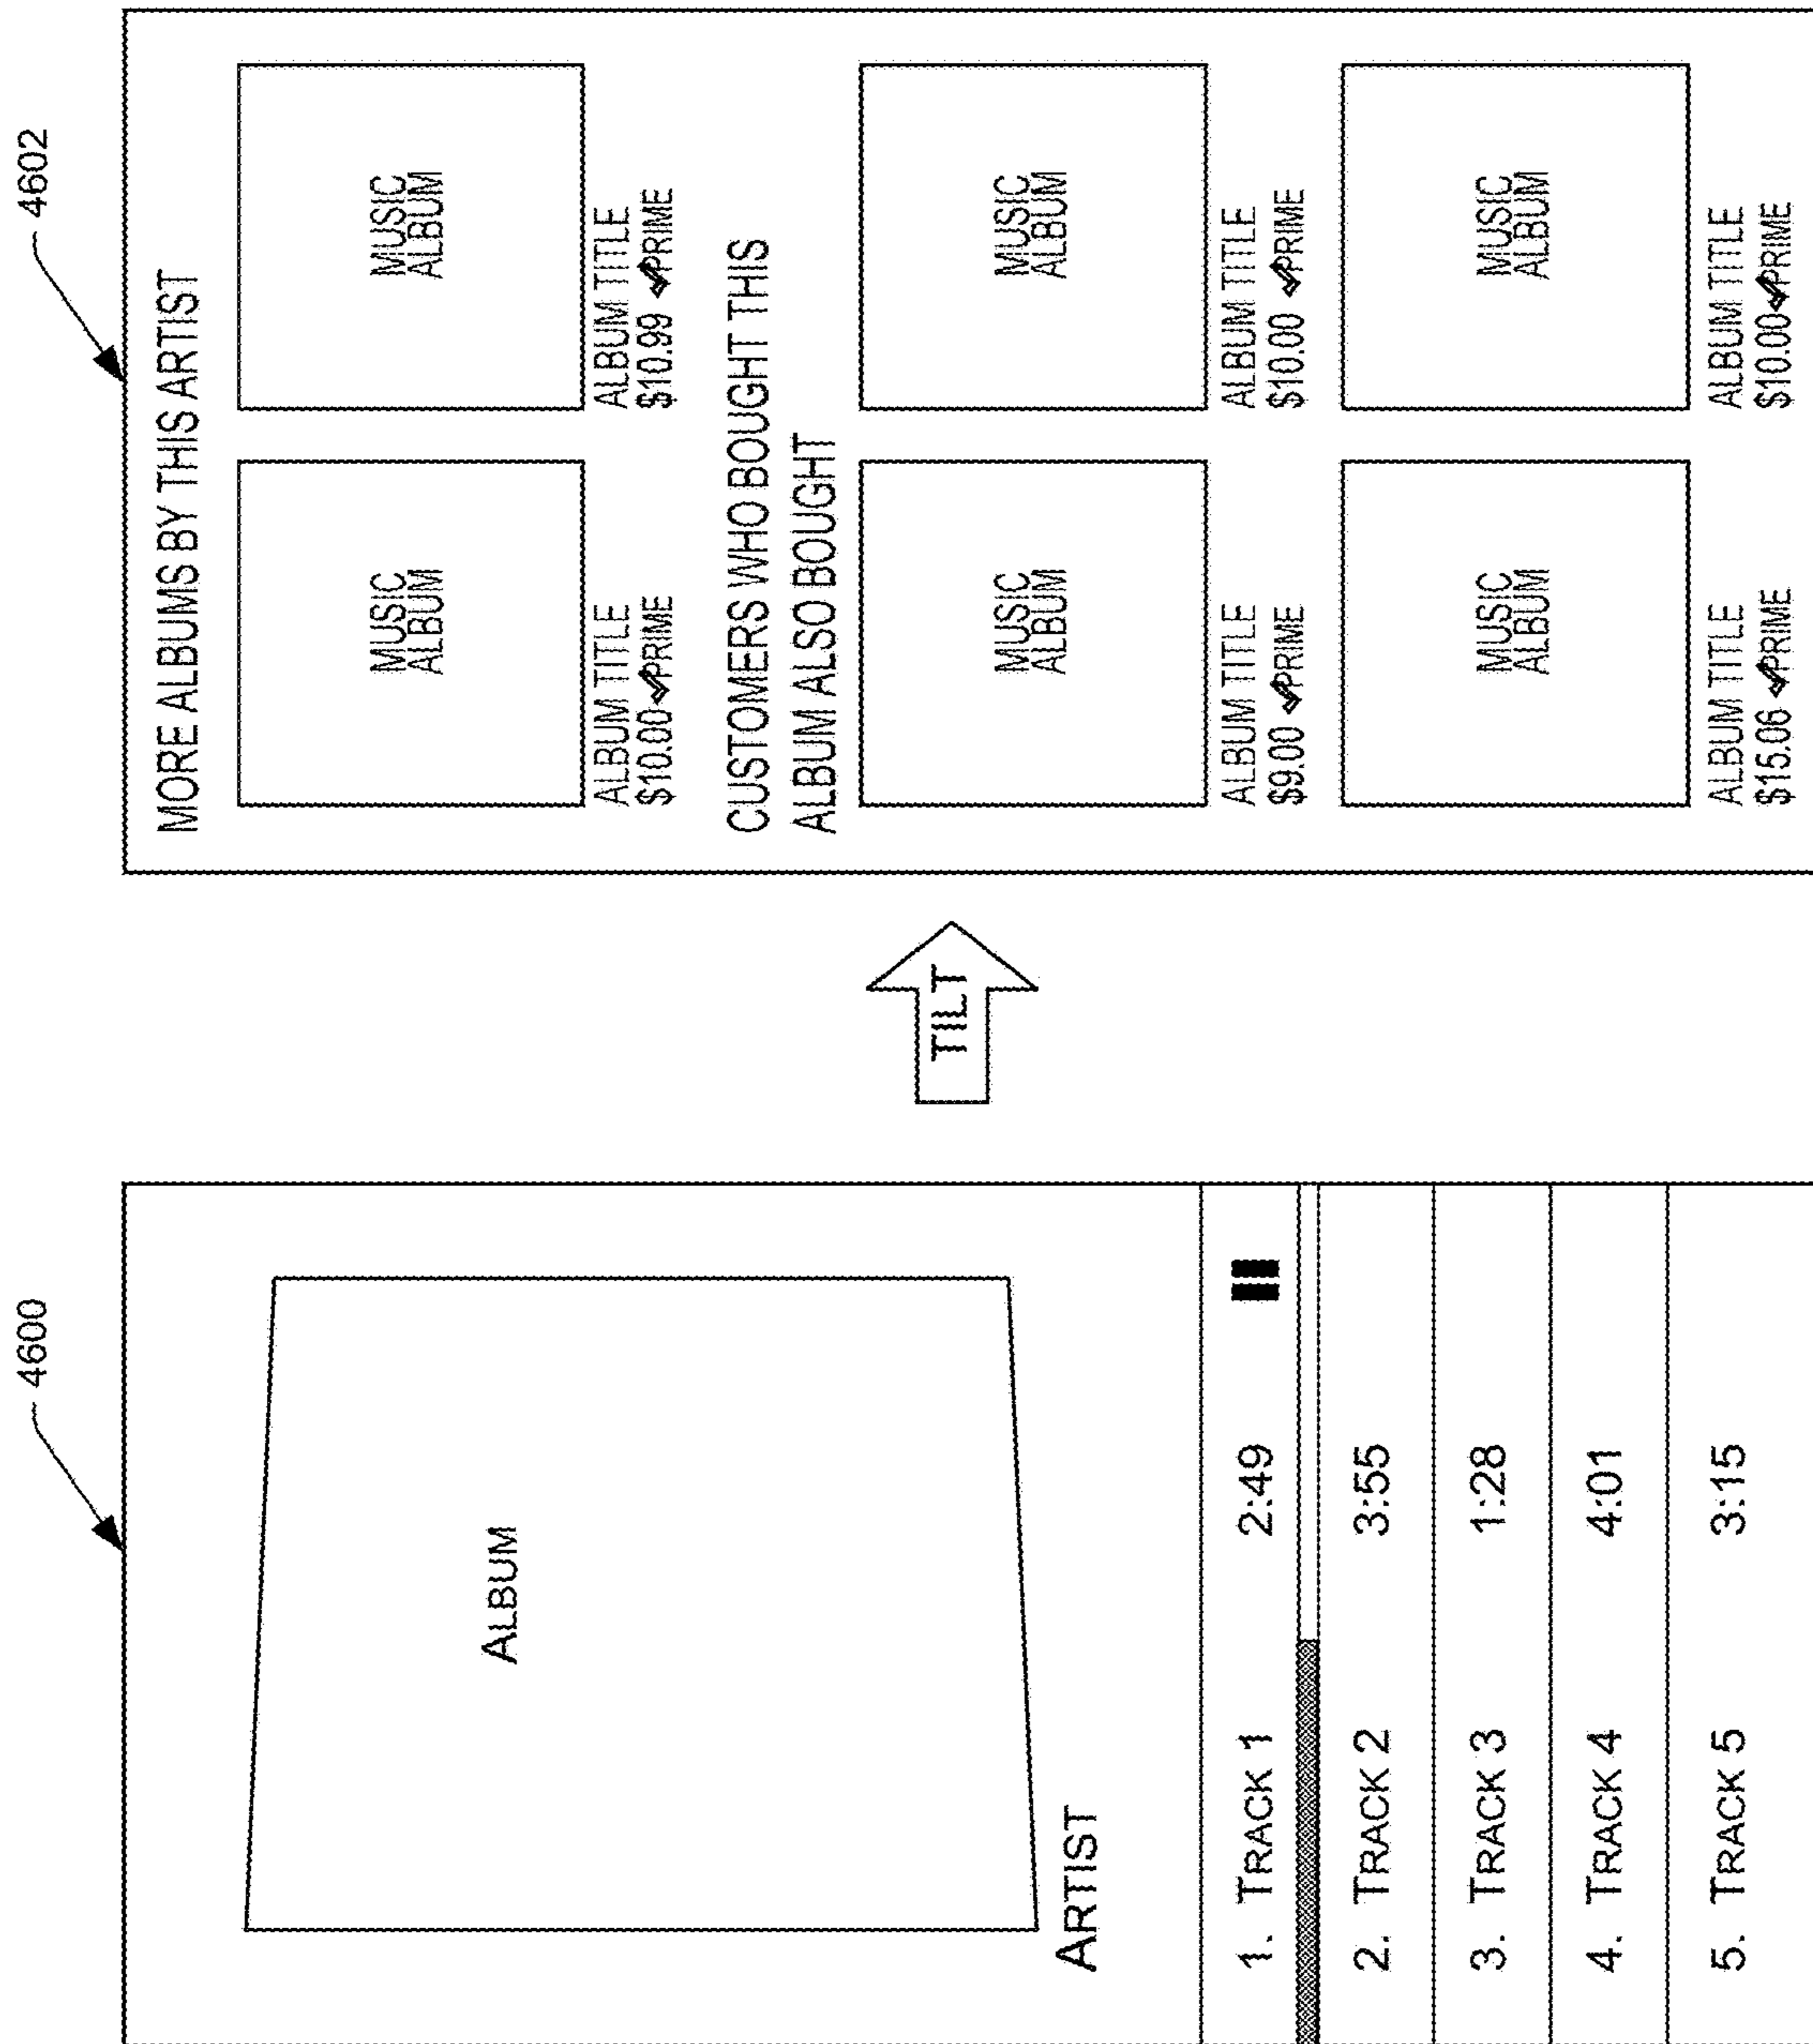 4600
ALBUM
ARTIST
1. TRACK 1 2:49
2. TRACK 2 3:55
3. TRACK 3 1:28
4. TRACK 4 4:01
5. TRACK 5 3:15
TILT
4602
MORE ALBUMS BY THIS ARTIST
MUSIC
ALBUM
ALBUM TITLE
$10.00 PRIME
MUSIC
ALBUM
ALBUM TITLE
$10.99 PRIME
CUSTOMERS WHO BOUGHT THIS
ALBUM ALSO BOUGHT
MUSIC
ALBUM
ALBUM TITLE
$9.00 PRIME
MUSIC
ALBUM
ALBUM TITLE
$10.00 PRIME
MUSIC
ALBUM
ALBUM TITLE
$15.06 PRIME
MUSIC
ALBUM
ALBUM TITLE
$10.00 PRIME